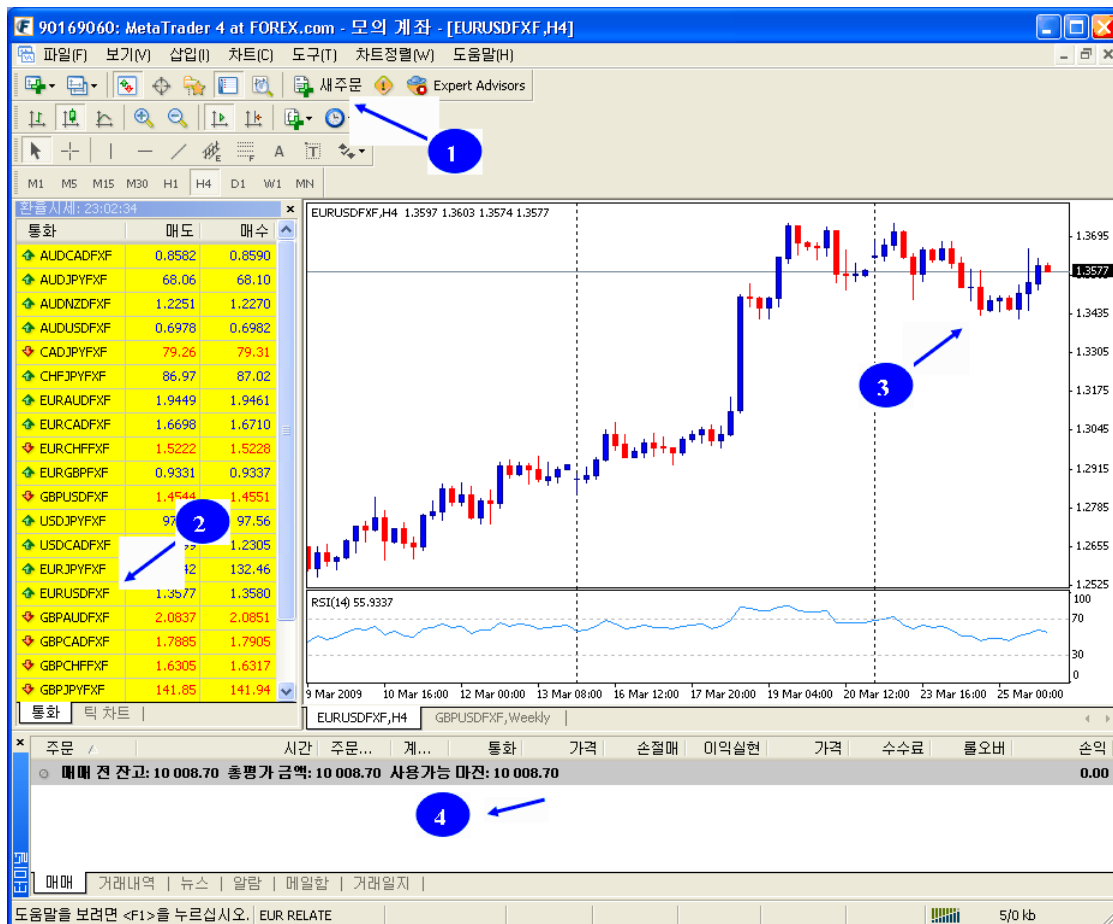 90169060: MetaTrader 4 at FOREX.com - 모의 계좌 - [EURUSDFXF,H4]
파일(F) 보기(V) 삽입(I) 차트(C) 도구(T) 차트정렬(W) 도움말(H)
새주문 Expert Advisors
1
E F A T
M1 M5 M15 M30 H1 H4 D1 W1 MN
환율시세: 23:02:34
통화 매도 매수
AUDCADFXF 0.8582 0.8590
AUDJPYFXF 68.06 68.10
AUDNZDFXF 1.2251 1.2270
AUDUSDFXF 0.6978 0.6982
CADJPYFXF 79.26 79.31
CHFJPYFXF 86.97 87.02
EURAUDFXF 1.9449 1.9461
EURCADFXF 1.6698 1.6710
EURCHFFXF 1.5222 1.5228
EURGBPFXF 0.9331 0.9337
GBPUSDFXF 1.4544 1.4551
USDJPYFXF 97 97.56
2
USDCADFXF 1.2305
EURJPYFXF 42 132.46
EURUSDFXF 1.3577 1.3580
GBPAUDFXF 2.0837 2.0851
GBPCADFXF 1.7885 1.7905
GBPCHFFXF 1.6305 1.6317
GBPJPYFXF 141.85 141.94
통화 | 틱 차트 |
EURUSDFXF,H4 1.3597 1.3603 1.3574 1.3577
1.3695
1.3577
1.3435
1.3305
1.3175
1.3045
1.2915
1.2785
1.2655
1.2525
3
RSI(14) 55.9337
100
70
30
0
9 Mar 2009 10 Mar 16:00 12 Mar 00:00 13 Mar 08:00 16 Mar 12:00 17 Mar 20:00 19 Mar 04:00 20 Mar 12:00 23 Mar 16:00 25 Mar 00:00
EURUSDFXF,H4 GBPUSDFXF,Weekly |
주문 / 시간 주문... 계... 통화 가격 손절매 이익실현 가격 수수료 롤오버 손익
매매 전 잔고: 10 008.70 총평가 금액: 10 008.70 사용가능 마진: 10 008.70 0.00
4
터미널
매매 거래내역 | 뉴스 | 알람 | 메일함 | 거래일지 |
도움말을 보려면 <F1>을 누르십시오. EUR RELATE 5/0 kb